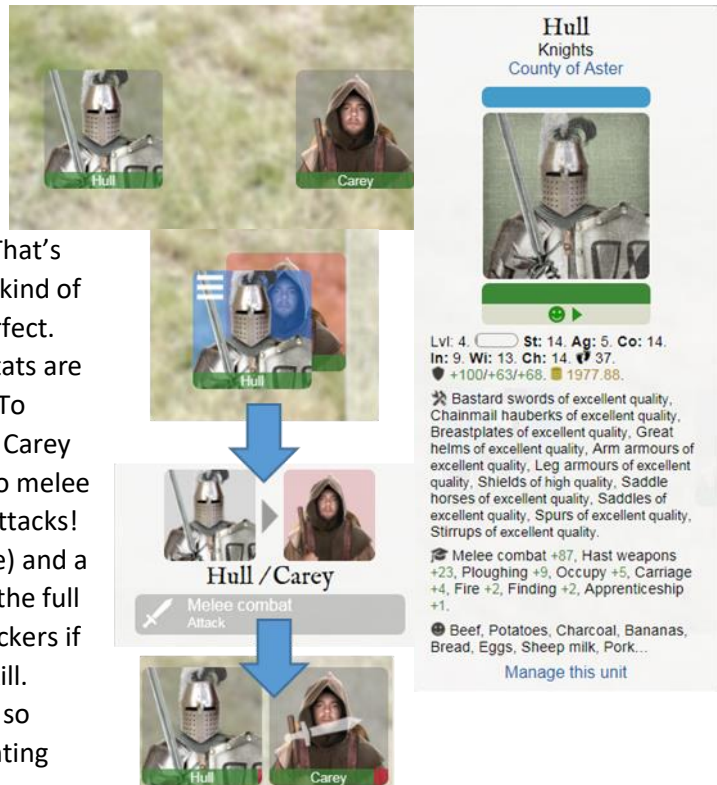 Hull
Carey
That's
kind of
rfect.
tats are
To
Carey
o melee
ttacks!
e) and a
the full
ckers if
ill.
so
ating
Hull
Hull / Carey
Melee combat
Attack
Hull
Carey
Hull
Knights
County of Aster
Lvl: 4. St: 14. Ag: 5. Co: 14.
In: 9. Wi: 13. Ch: 14. 37.
+100/+63/+68. 1977.88.
Bastard swords of excellent quality,
Chainmail hauberks of excellent quality,
Breastplates of excellent quality, Great
helms of excellent quality, Arm armours of
excellent quality, Leg armours of excellent
quality, Shields of high quality, Saddle
horses of excellent quality, Saddles of
excellent quality, Spurs of excellent quality,
Stirrups of excellent quality.
Melee combat +87, Hast weapons
+23, Ploughing +9, Occupy +5, Carriage
+4, Fire +2, Finding +2, Apprenticeship
+1.
Beef, Potatoes, Charcoal, Bananas,
Bread, Eggs, Sheep milk, Pork...
Manage this unit